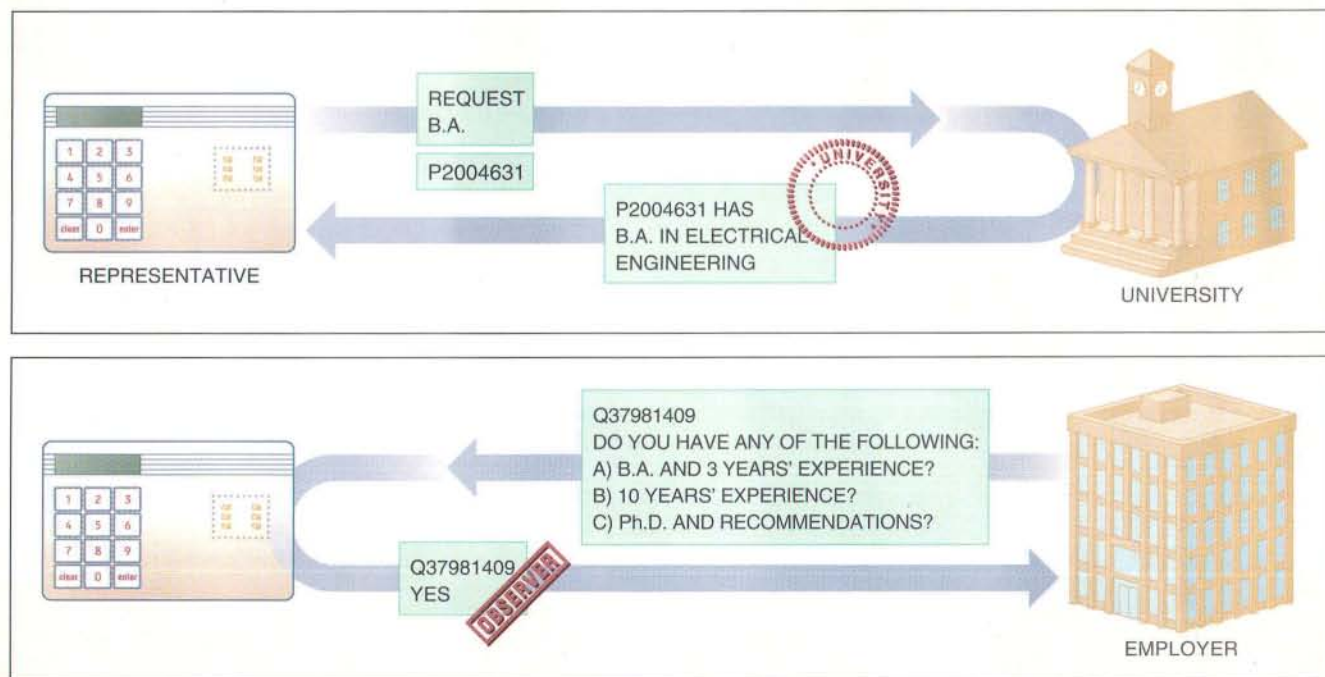 REQUEST
B.A.
P2004631
UNIVERSITY
P2004631 HAS
B.A. IN ELECTRICAL
ENGINEERING
1 2 3
4 5 6
7 8 9
clear 0 enter
REPRESENTATIVE
UNIVERSITY
Q37981409
DO YOU HAVE ANY OF THE FOLLOWING:
A) B.A. AND 3 YEARS' EXPERIENCE?
B) 10 YEARS' EXPERIENCE?
C) Ph.D. AND RECOMMENDATIONS?
1 2 3
4 5 6
7 8 9
clear 0 enter
Q37981409
YES
OBSERVER
EMPLOYER